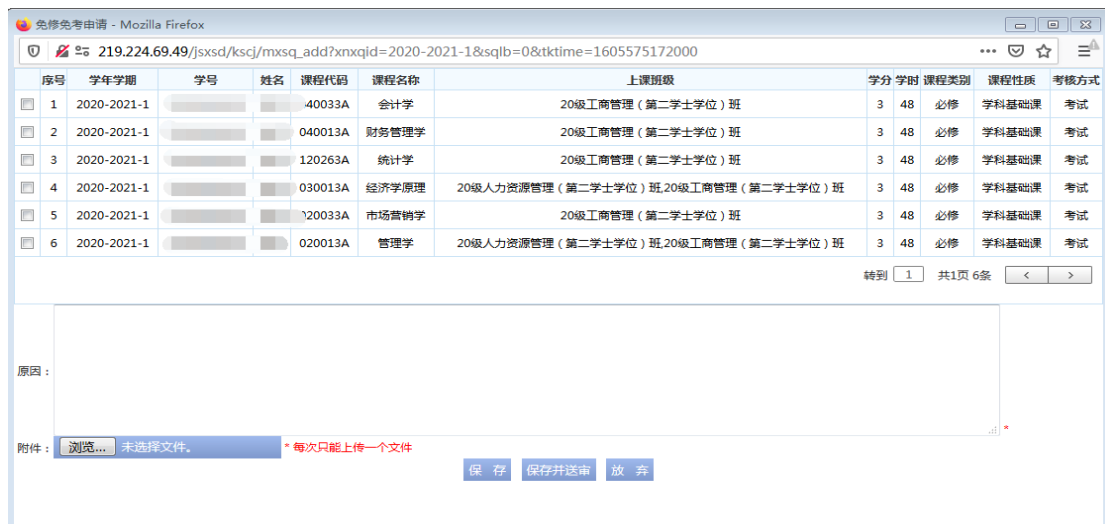 免修免考申请 - Mozilla Firefox
219.224.69.49/jsxsd/kscj/mxsq_add?xnxqid=2020-2021-1&sqlb=0&tktime=1605575172000
序号 学年学期 学号 姓名 课程代码 课程名称 上课班级 学分 学时 课程类别 课程性质 考核方式
1 2020-2021-1 40033A 会计学 20级工商管理（第二学士学位）班 3 48 必修 学科基础课 考试
2 2020-2021-1 040013A 财务管理学 20级工商管理（第二学士学位）班 3 48 必修 学科基础课 考试
3 2020-2021-1 120263A 统计学 20级工商管理（第二学士学位）班 3 48 必修 学科基础课 考试
4 2020-2021-1 030013A 经济学原理 20级人力资源管理（第二学士学位）班,20级工商管理（第二学士学位）班 3 48 必修 学科基础课 考试
5 2020-2021-1 020033A 市场营销学 20级工商管理（第二学士学位）班 3 48 必修 学科基础课 考试
6 2020-2021-1 020013A 管理学 20级人力资源管理（第二学士学位）班,20级工商管理（第二学士学位）班 3 48 必修 学科基础课 考试
转到 1 共1页 6条 < >
原因：
*
附件： 浏览... 未选择文件。 * 每次只能上传一个文件
保 存 保存并送审 放 弃